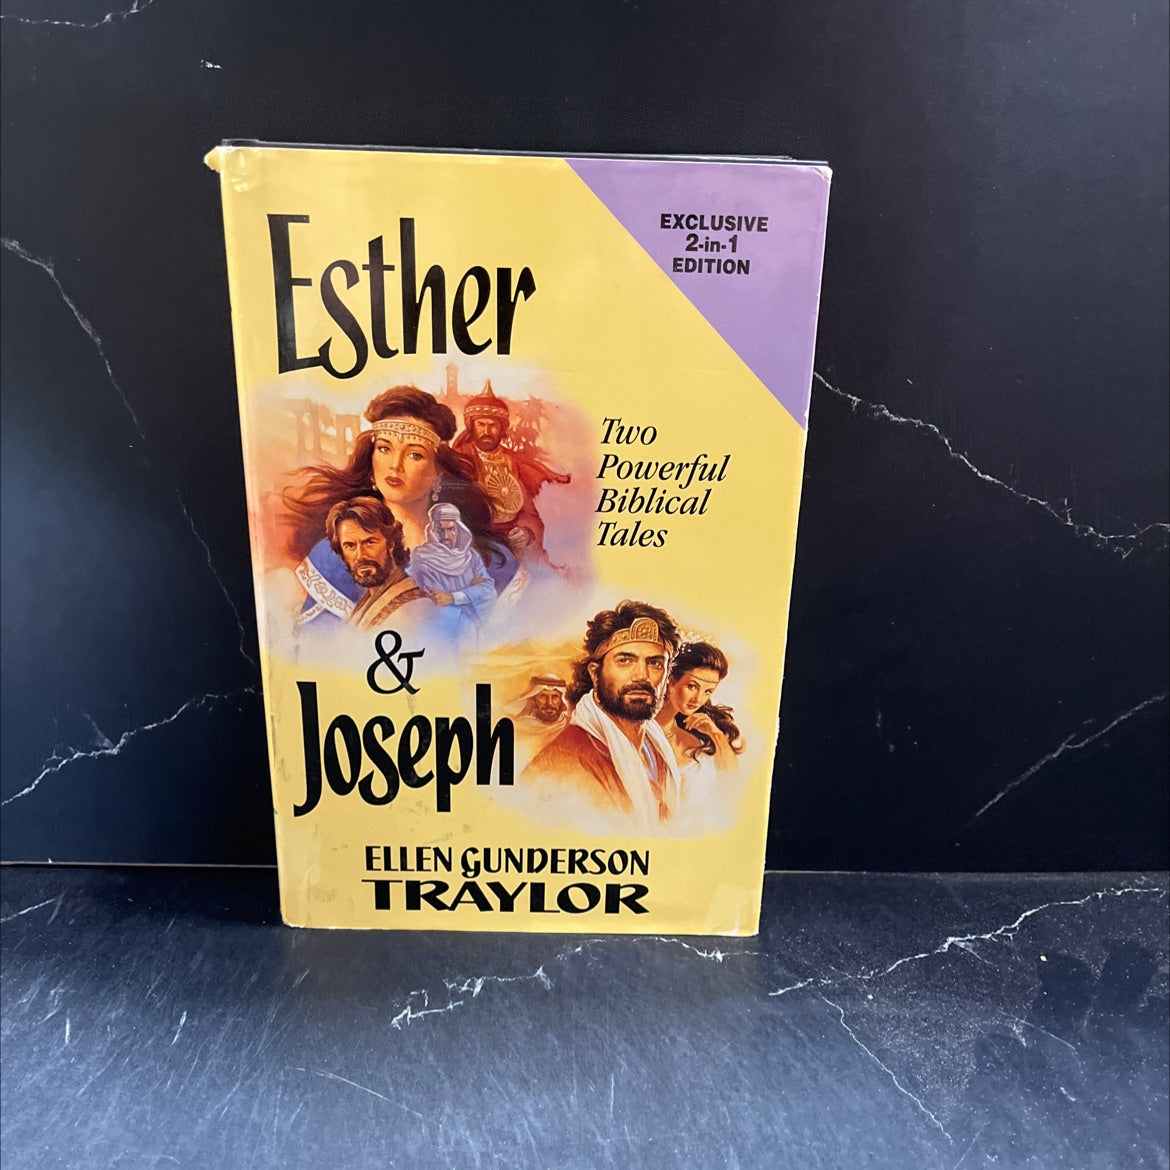 Esther
EXCLUSIVE
2-in-1
EDITION
Two
Powerful
Biblical
Tales
&
Joseph
ELLEN GUNDERSON
TRAYLOR